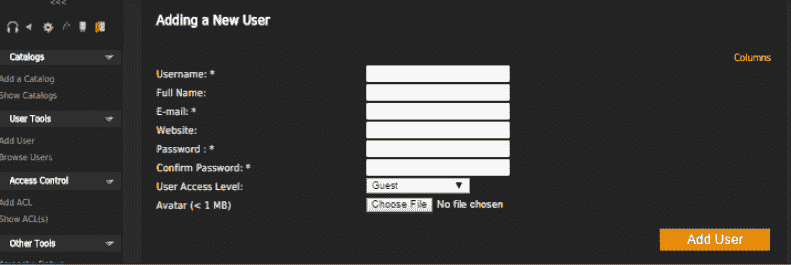 <<<
Adding a New User
Columns
Catalogs
Add a Catalog
Show Catalogs
User Tools
Add User
Browse Users
Access Control
Add ACL
Show ACL(s)
Other Tools
Username: *
Full Name:
E-mail: *
Website:
Password : *
Confirm Password: *
User Access Level:
Guest
Avatar (< 1 MB)
Choose File No file chosen
Add User